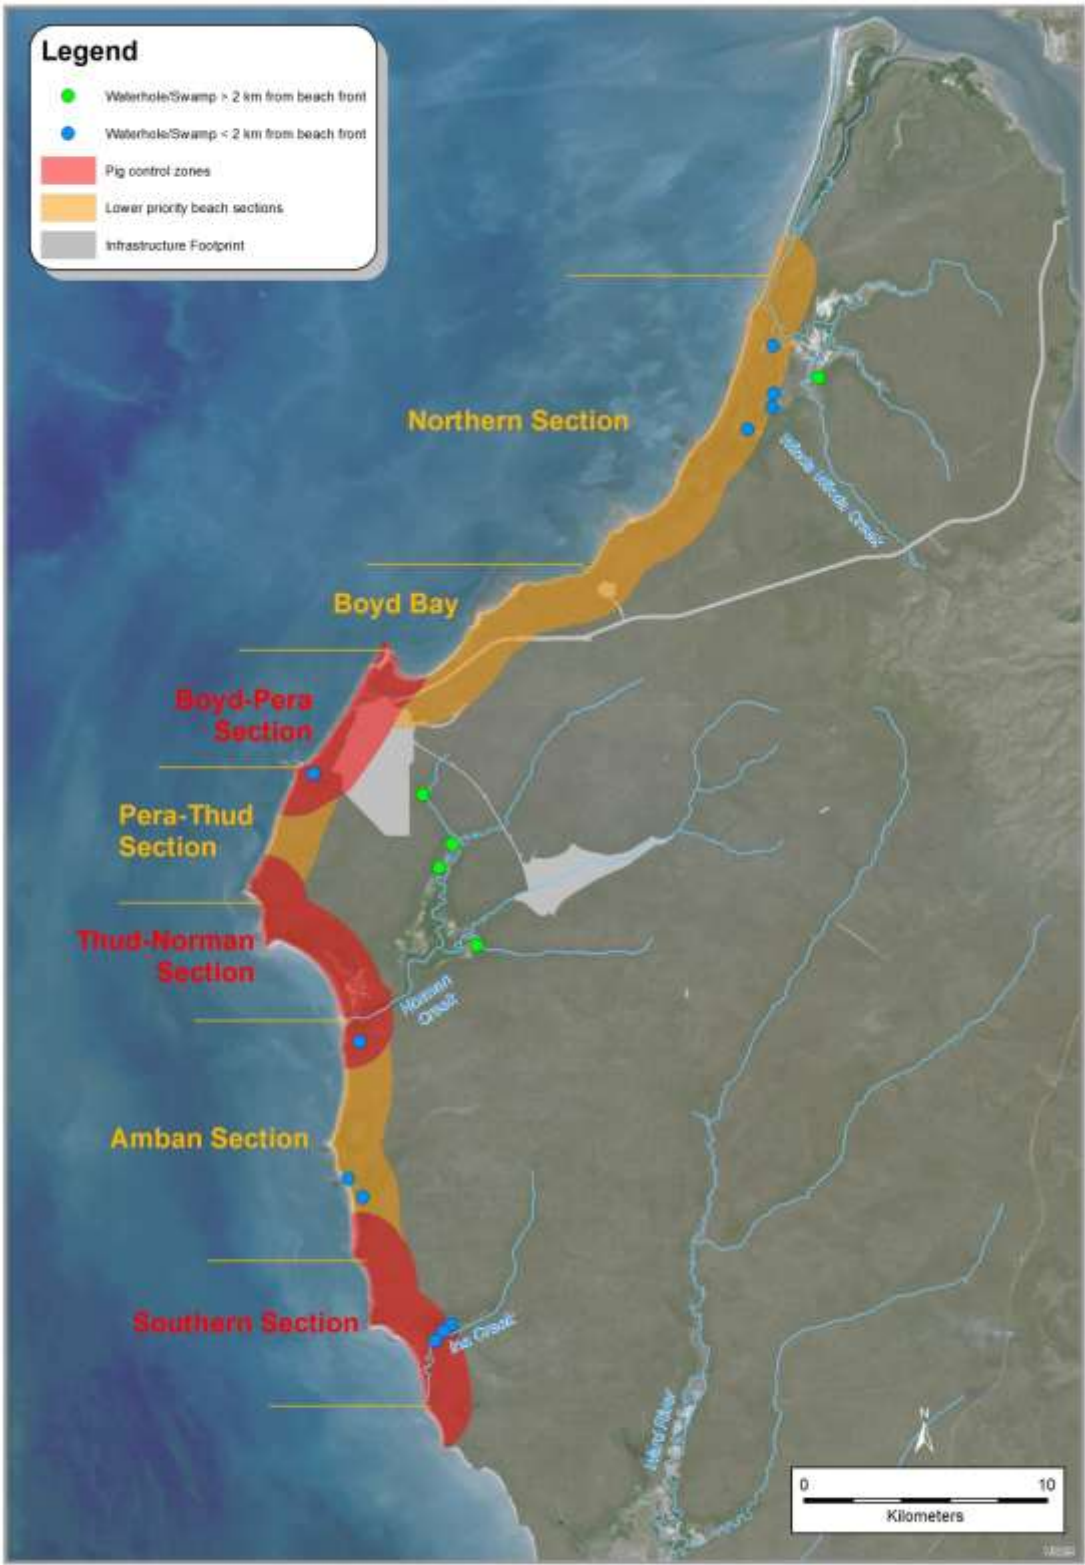 Legend
Waterhole/Swamp > 2 km from beach front
Waterhole/Swamp < 2 km from beach front
Pig control zones
Lower priority beach sections
Infrastructure Footprint
Northern Section
Boyd Bay
Boyd-Pera
Section
Pera-Thud
Section
Thud-Norman
Section
Norman
Creek
Amban Section
Southern Section
Ina Creek
Ward River
N
0 10
Kilometers